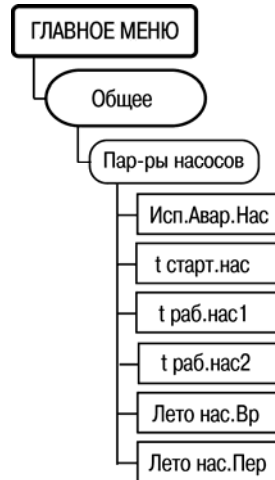 ГЛАВНОЕ МЕНЮ
Общее
Пар-ры насосов
Исп.Авар.Нас
t старт.нас
t раб.нас1
t раб.нас2
Лето нас.Вр
Лето нас.Пер